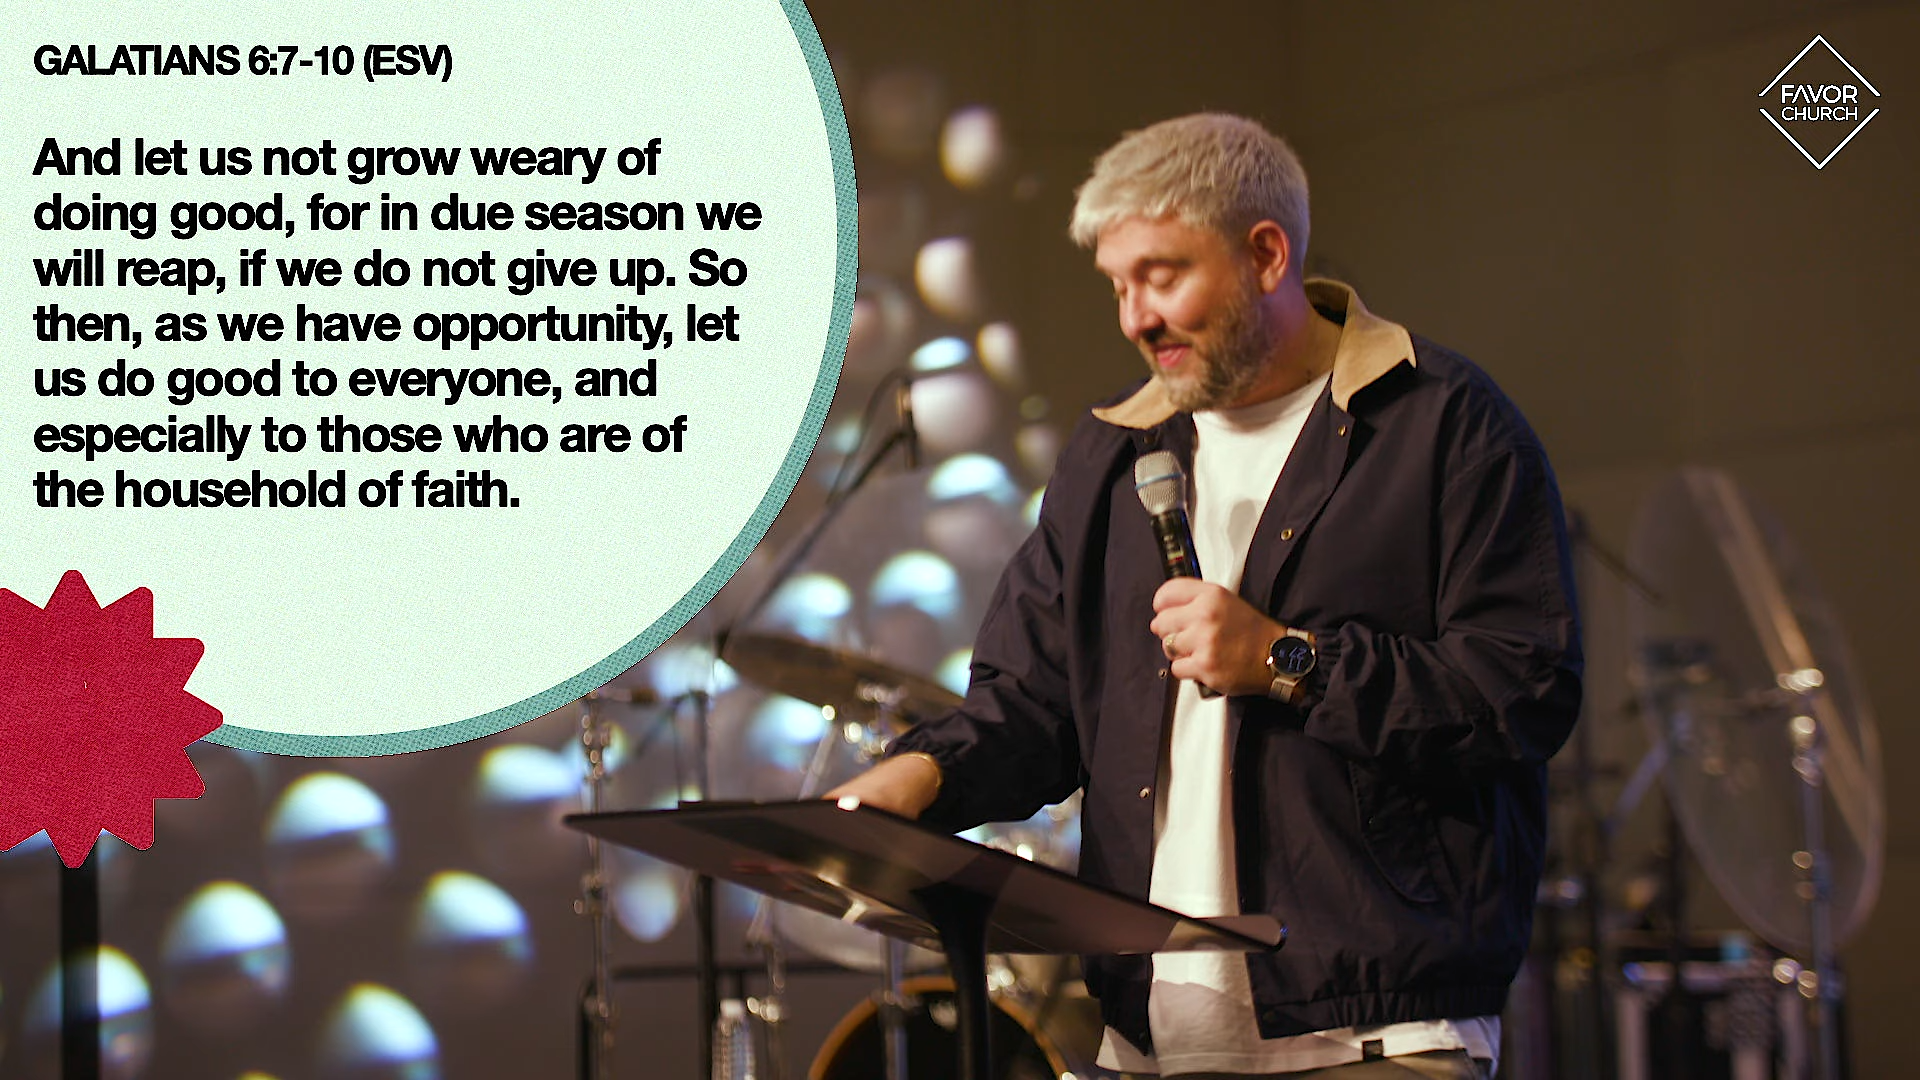 GALATIANS 6:7-10 (ESV)
And let us not grow weary of
doing good, for in due season we
will reap, if we do not give up. So
then, as we have opportunity, let
us do good to everyone, and
especially to those who are of
the household of faith.
FAVOR
CHURCH